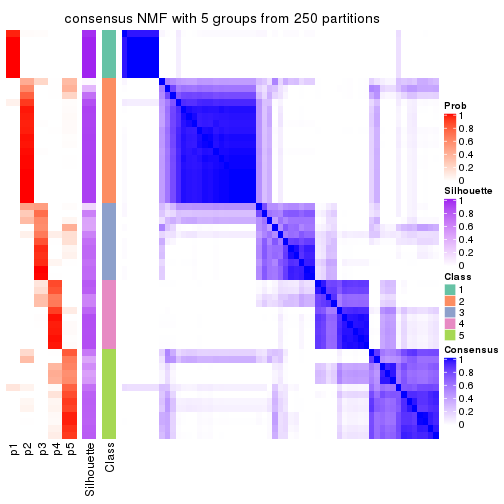 consensus NMF with 5 groups from 250 partitions
Prob
1
0.8
0.6
0.4
0.2
0
Silhouette
1
0.8
0.6
0.4
0.2
0
Class
1
2
3
4
5
Consensus
1
0.8
0.6
0.4
0.2
0
p1
p2
p3
p4
p5
Silhouette
Class